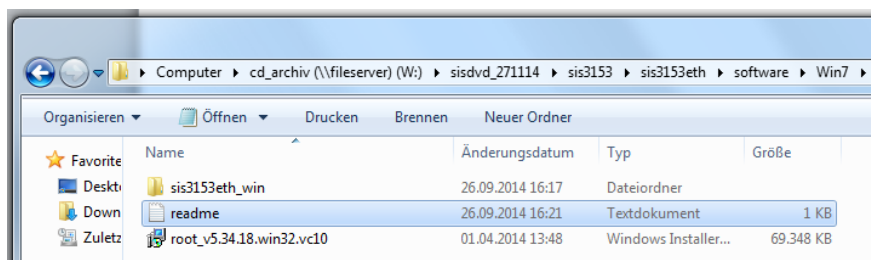 Computer ▸ cd_archiv (\\fileserver) (W:) ▸ sisdvd_271114 ▸ sis3153 ▸ sis3153eth ▸ software ▸ Win7 ▸
Organisieren Öffnen Drucken Brennen Neuer Ordner
Favorite Name Änderungsdatum Typ Größe
Deskt sis3153eth_win 26.09.2014 16:17 Dateiordner
Down readme 26.09.2014 16:21 Textdokument 1 KB
Zuletz root_v5.34.18.win32.vc10 01.04.2014 13:48 Windows Installer... 69.348 KB